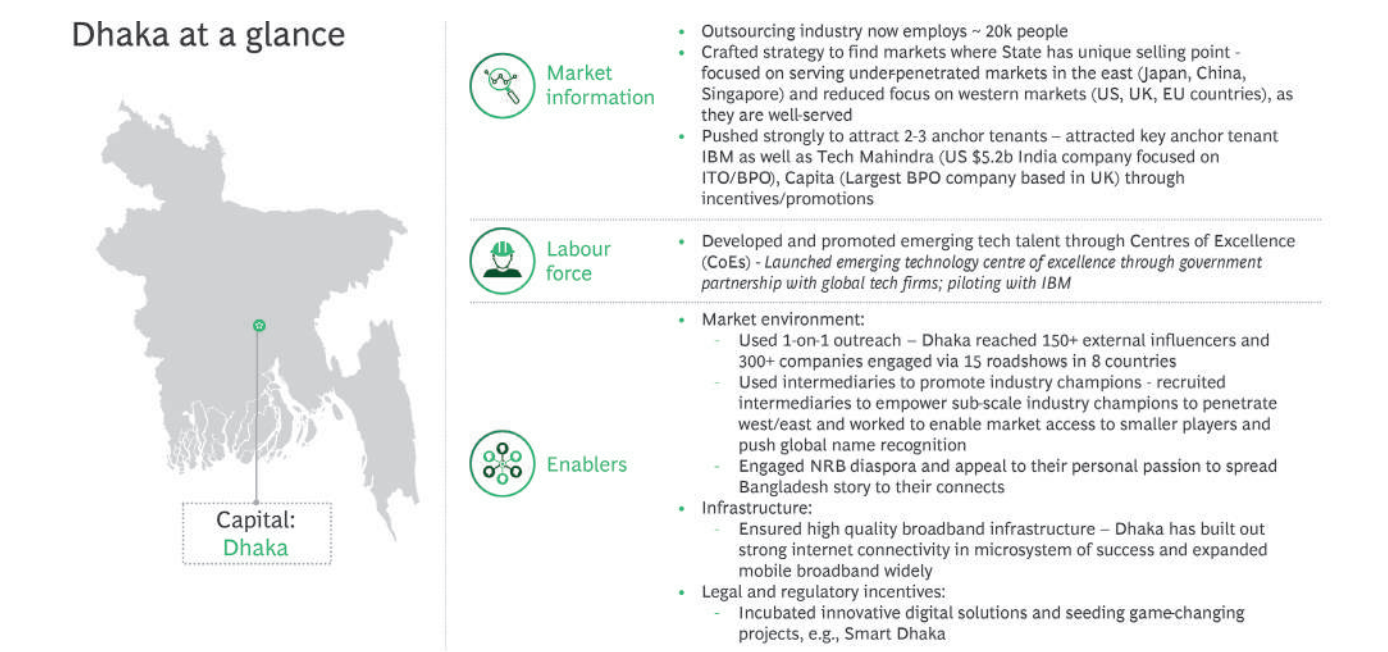 Dhaka at a glance
Capital:
Dhaka
Market
information
• Outsourcing industry now employs ~ 20k people
• Crafted strategy to find markets where State has unique selling point -
focused on serving under-penetrated markets in the east (Japan, China,
Singapore) and reduced focus on western markets (US, UK, EU countries), as
they are well-served
• Pushed strongly to attract 2-3 anchor tenants – attracted key anchor tenant
IBM as well as Tech Mahindra (US $5.2b India company focused on
ITO/BPO), Capita (Largest BPO company based in UK) through
incentives/promotions
Labour
force
• Developed and promoted emerging tech talent through Centres of Excellence
(CoEs) - Launched emerging technology centre of excellence through government
partnership with global tech firms; piloting with IBM
Enablers
• Market environment:
- Used 1-on-1 outreach – Dhaka reached 150+ external influencers and
300+ companies engaged via 15 roadshows in 8 countries
- Used intermediaries to promote industry champions - recruited
intermediaries to empower sub-scale industry champions to penetrate
west/east and worked to enable market access to smaller players and
push global name recognition
- Engaged NRB diaspora and appeal to their personal passion to spread
Bangladesh story to their connects
• Infrastructure:
- Ensured high quality broadband infrastructure – Dhaka has built out
strong internet connectivity in microsystem of success and expanded
mobile broadband widely
• Legal and regulatory incentives:
- Incubated innovative digital solutions and seeding game-changing
projects, e.g., Smart Dhaka